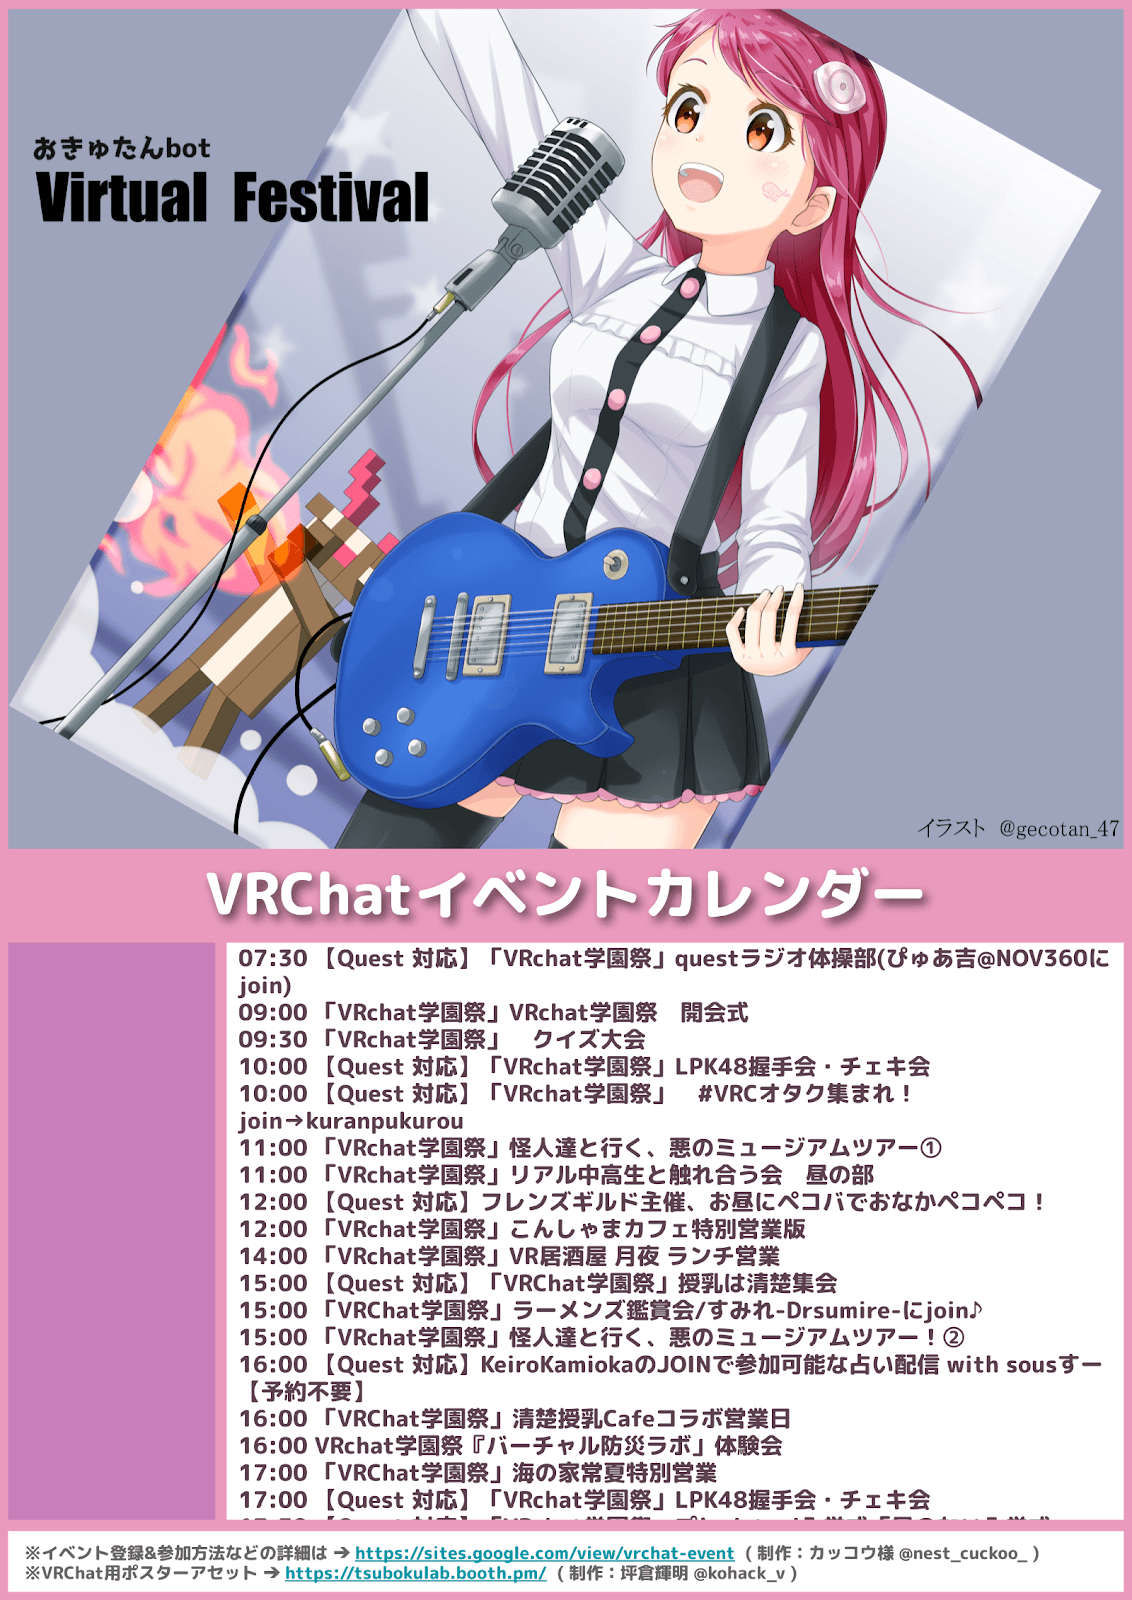 おきゅたんbot
Virtual Festival
イラスト @gecotan_47
VRChatイベントカレンダー
07:30 【Quest 対応】「VRchat学園祭」questラジオ体操部(ぴゅあ吉@NOV360に
join)
09:00 「VRchat学園祭」VRchat学園祭　開会式
09:30 「VRchat学園祭」　クイズ大会
10:00 【Quest 対応】「VRchat学園祭」LPK48握手会・チェキ会
10:00 【Quest 対応】「VRchat学園祭」　#VRCオタク集まれ！
join→kuranpukurou
11:00 「VRchat学園祭」怪人達と行く、悪のミュージアムツアー①
11:00 「VRchat学園祭」リアル中高生と触れ合う会　昼の部
12:00 【Quest 対応】フレンズギルド主催、お昼にペコバでおなかペコペコ！
12:00 「VRchat学園祭」こんしゃまカフェ特別営業版
14:00 「VRchat学園祭」VR居酒屋 月夜 ランチ営業
15:00 【Quest 対応】「VRChat学園祭」授乳は清楚集会
15:00 「VRChat学園祭」ラーメンズ鑑賞会/すみれ-Drsumire-にjoin♪
15:00 「VRchat学園祭」怪人達と行く、悪のミュージアムツアー！②
16:00 【Quest 対応】KeiroKamiokaのJOINで参加可能な占い配信 with sousすー
【予約不要】
16:00 「VRChat学園祭」清楚授乳Cafeコラボ営業日
16:00 VRchat学園祭『バーチャル防災ラボ」体験会
17:00 「VRChat学園祭」海の家常夏特別営業
17:00 【Quest 対応】「VRchat学園祭」LPK48握手会・チェキ会
※イベント登録&参加方法などの詳細は → https://sites.google.com/view/vrchat-event ( 制作：カッコウ様 @nest_cuckoo_ )
※VRChat用ポスターアセット → https://tsubokulab.booth.pm/ ( 制作：坪倉輝明 @kohack_v )